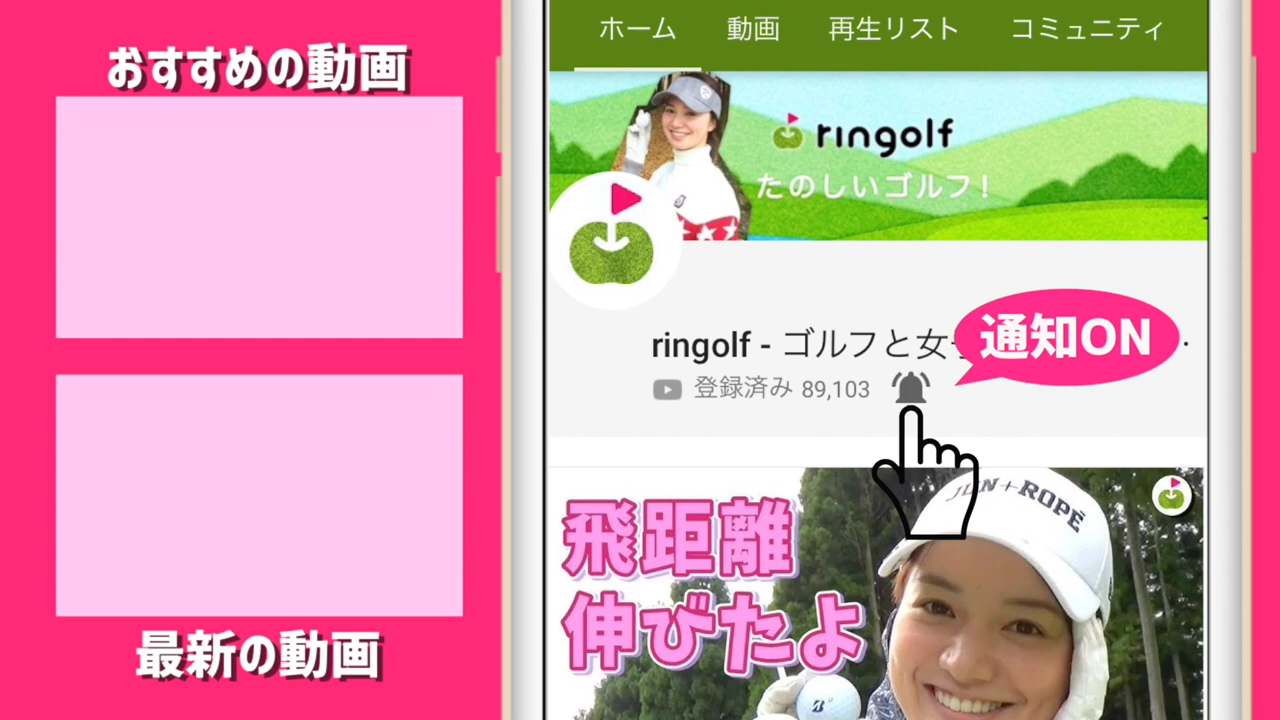 おすすめの動画
最新の動画
ホーム 動画 再生リスト コミュニティ
ringolf
たのしいゴルフ!
ringolf - ゴルフと女
通知ON
登録済み 89,103
JUN+ROPÉ
飛距離
伸びたよ
B